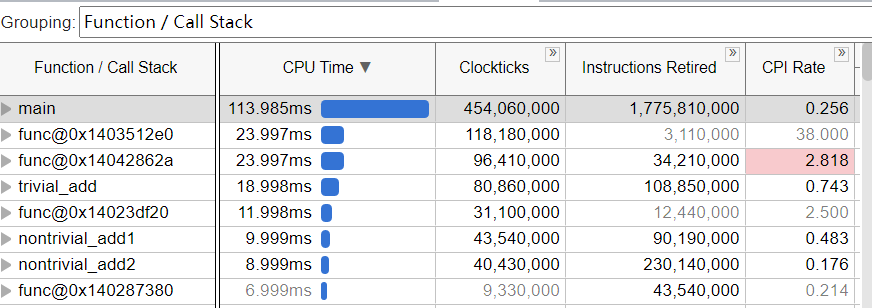 Grouping: Function / Call Stack
Function / Call Stack CPU Time ▼ Clockticks Instructions Retired CPI Rate
main 113.985ms 454,060,000 1,775,810,000 0.256
func@0x1403512e0 23.997ms 118,180,000 3,110,000 38.000
func@0x14042862a 23.997ms 96,410,000 34,210,000 2.818
trivial_add 18.998ms 80,860,000 108,850,000 0.743
func@0x14023df20 11.998ms 31,100,000 12,440,000 2.500
nontrivial_add1 9.999ms 43,540,000 90,190,000 0.483
nontrivial_add2 8.999ms 40,430,000 230,140,000 0.176
func@0x140287380 6.999ms 9,330,000 43,540,000 0.214